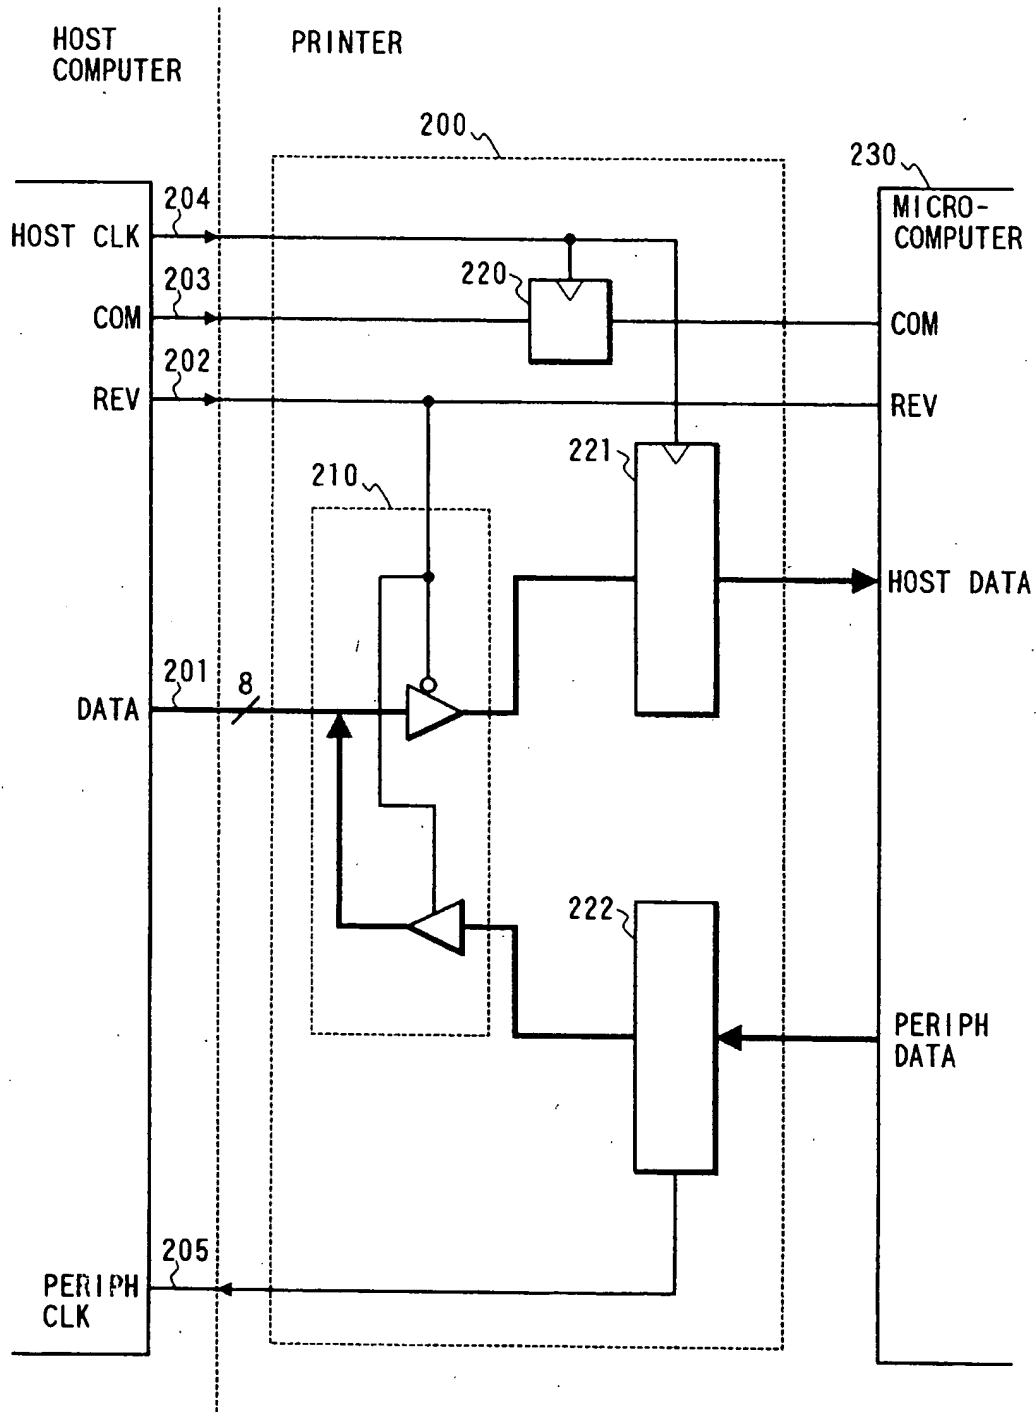 HOST
COMPUTER
PRINTER
200
230
204
MICRO-
COMPUTER
HOST CLK
220
203
COM
COM
202
REV
REV
221
210
HOST DATA
201
8
DATA
222
PERIPH
DATA
205
PERIPH
CLK